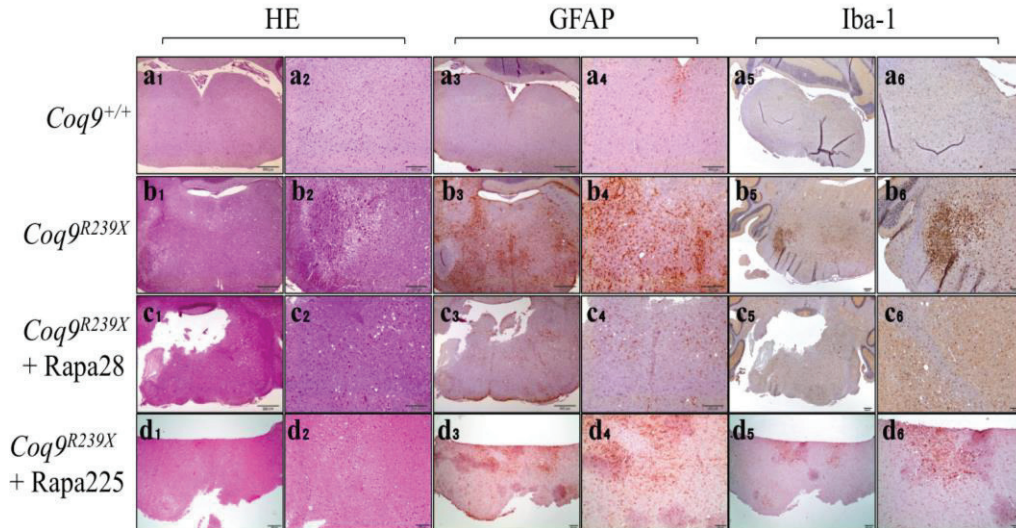 HE GFAP Iba-1
a1 a2 a3 a4 a5 a6
Coq9+/+
b1 b2 b3 b4 b5 b6
Coq9R239X
c1 c2 c3 c4 c5 c6
Coq9R239X
+ Rapa28
d1 d2 d3 d4 d5 d6
Coq9R239X
+ Rapa225